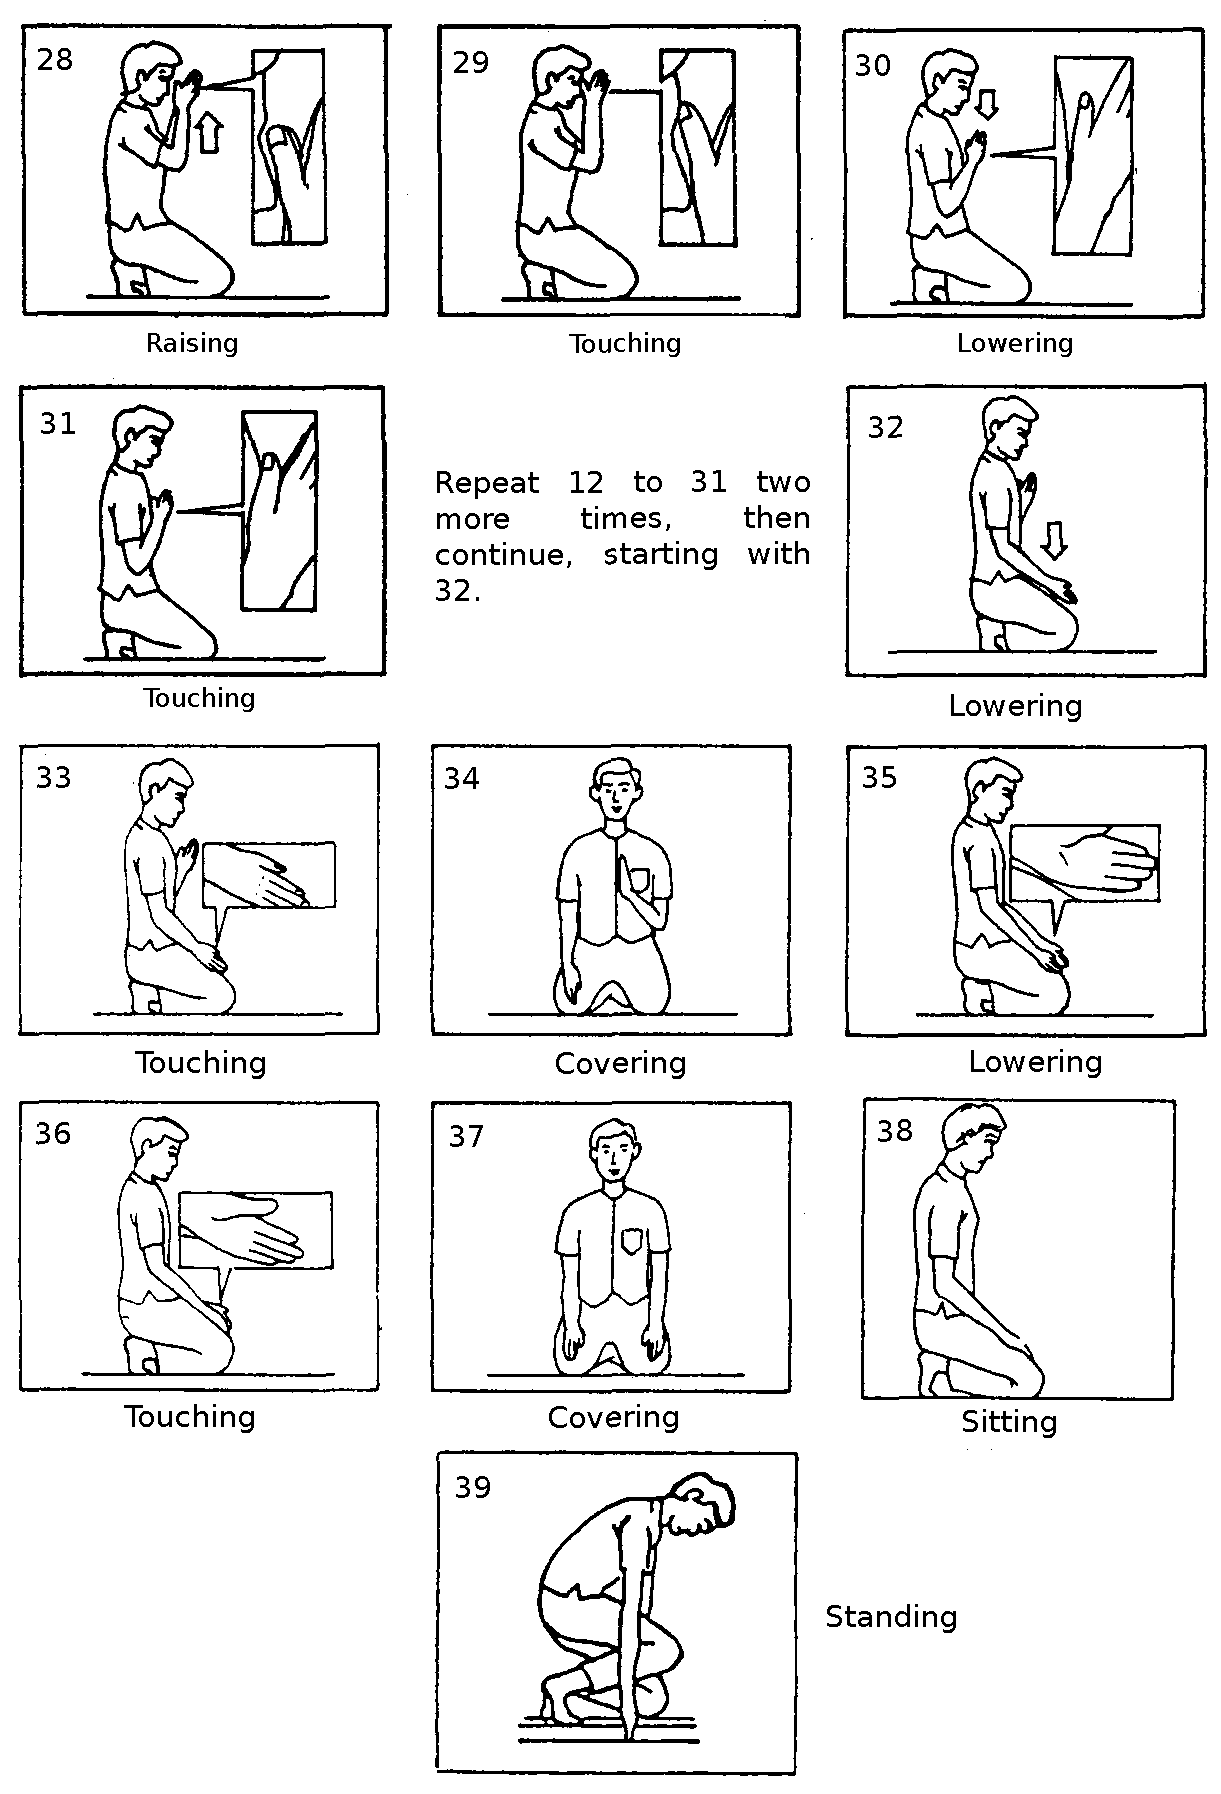 28
29
30
Raising
Touching
Lowering
31
Repeat 12 to 31 two
more times, then
continue, starting with
32.
32
Touching
Lowering
33
34
35
Touching
Covering
Lowering
36
37
38
Touching
Covering
Sitting
39
Standing